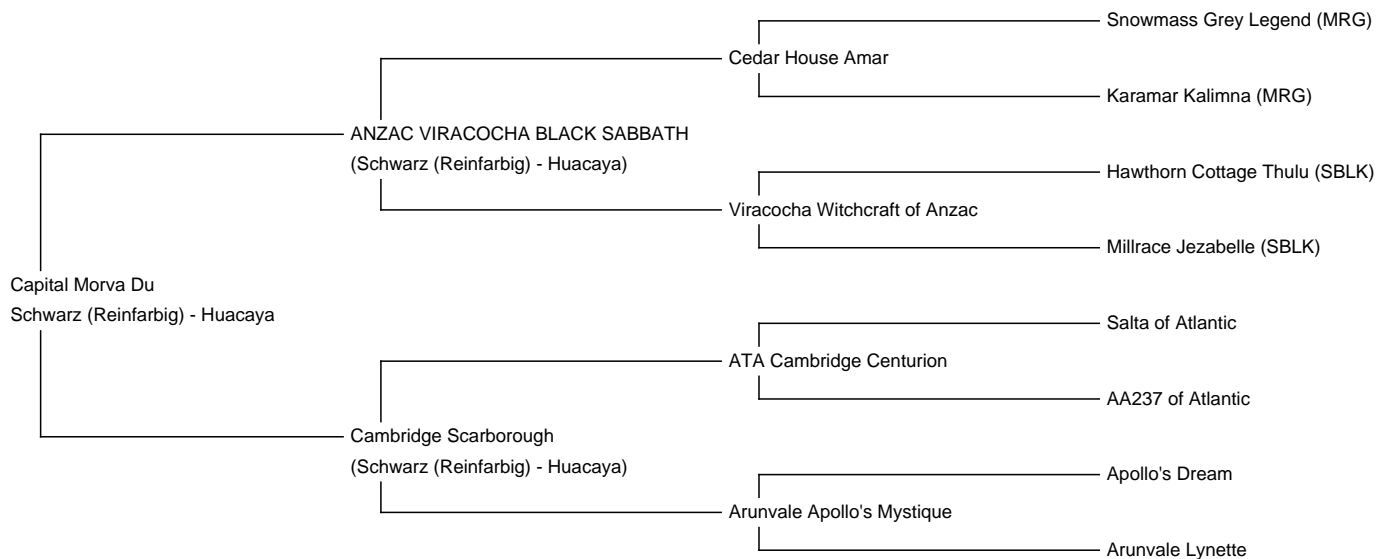 Snowmass Grey Legend (MRG)
Cedar House Amar
Karamar Kalimna (MRG)
ANZAC VIRACOCHA BLACK SABBATH
(Schwarz (Reinfarbig) - Huacaya)
Hawthorn Cottage Thulu (SBLK)
Viracocha Witchcraft of Anzac
Millrace Jezabelle (SBLK)
Capital Morva Du
Schwarz (Reinfarbig) - Huacaya
Salta of Atlantic
ATA Cambridge Centurion
AA237 of Atlantic
Cambridge Scarborough
(Schwarz (Reinfarbig) - Huacaya)
Apollo's Dream
Arunvale Apollo's Mystique
Arunvale Lynette